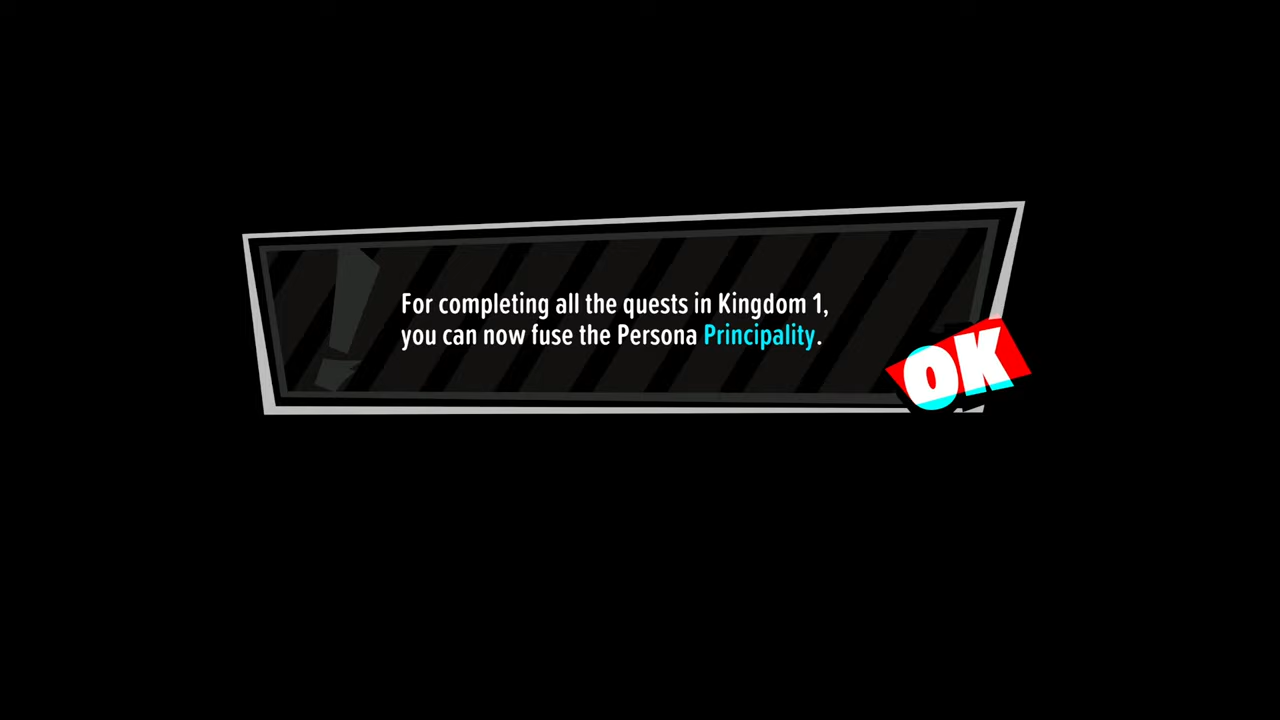 For completing all the quests in Kingdom 1,
you can now fuse the Persona Principality.
OK